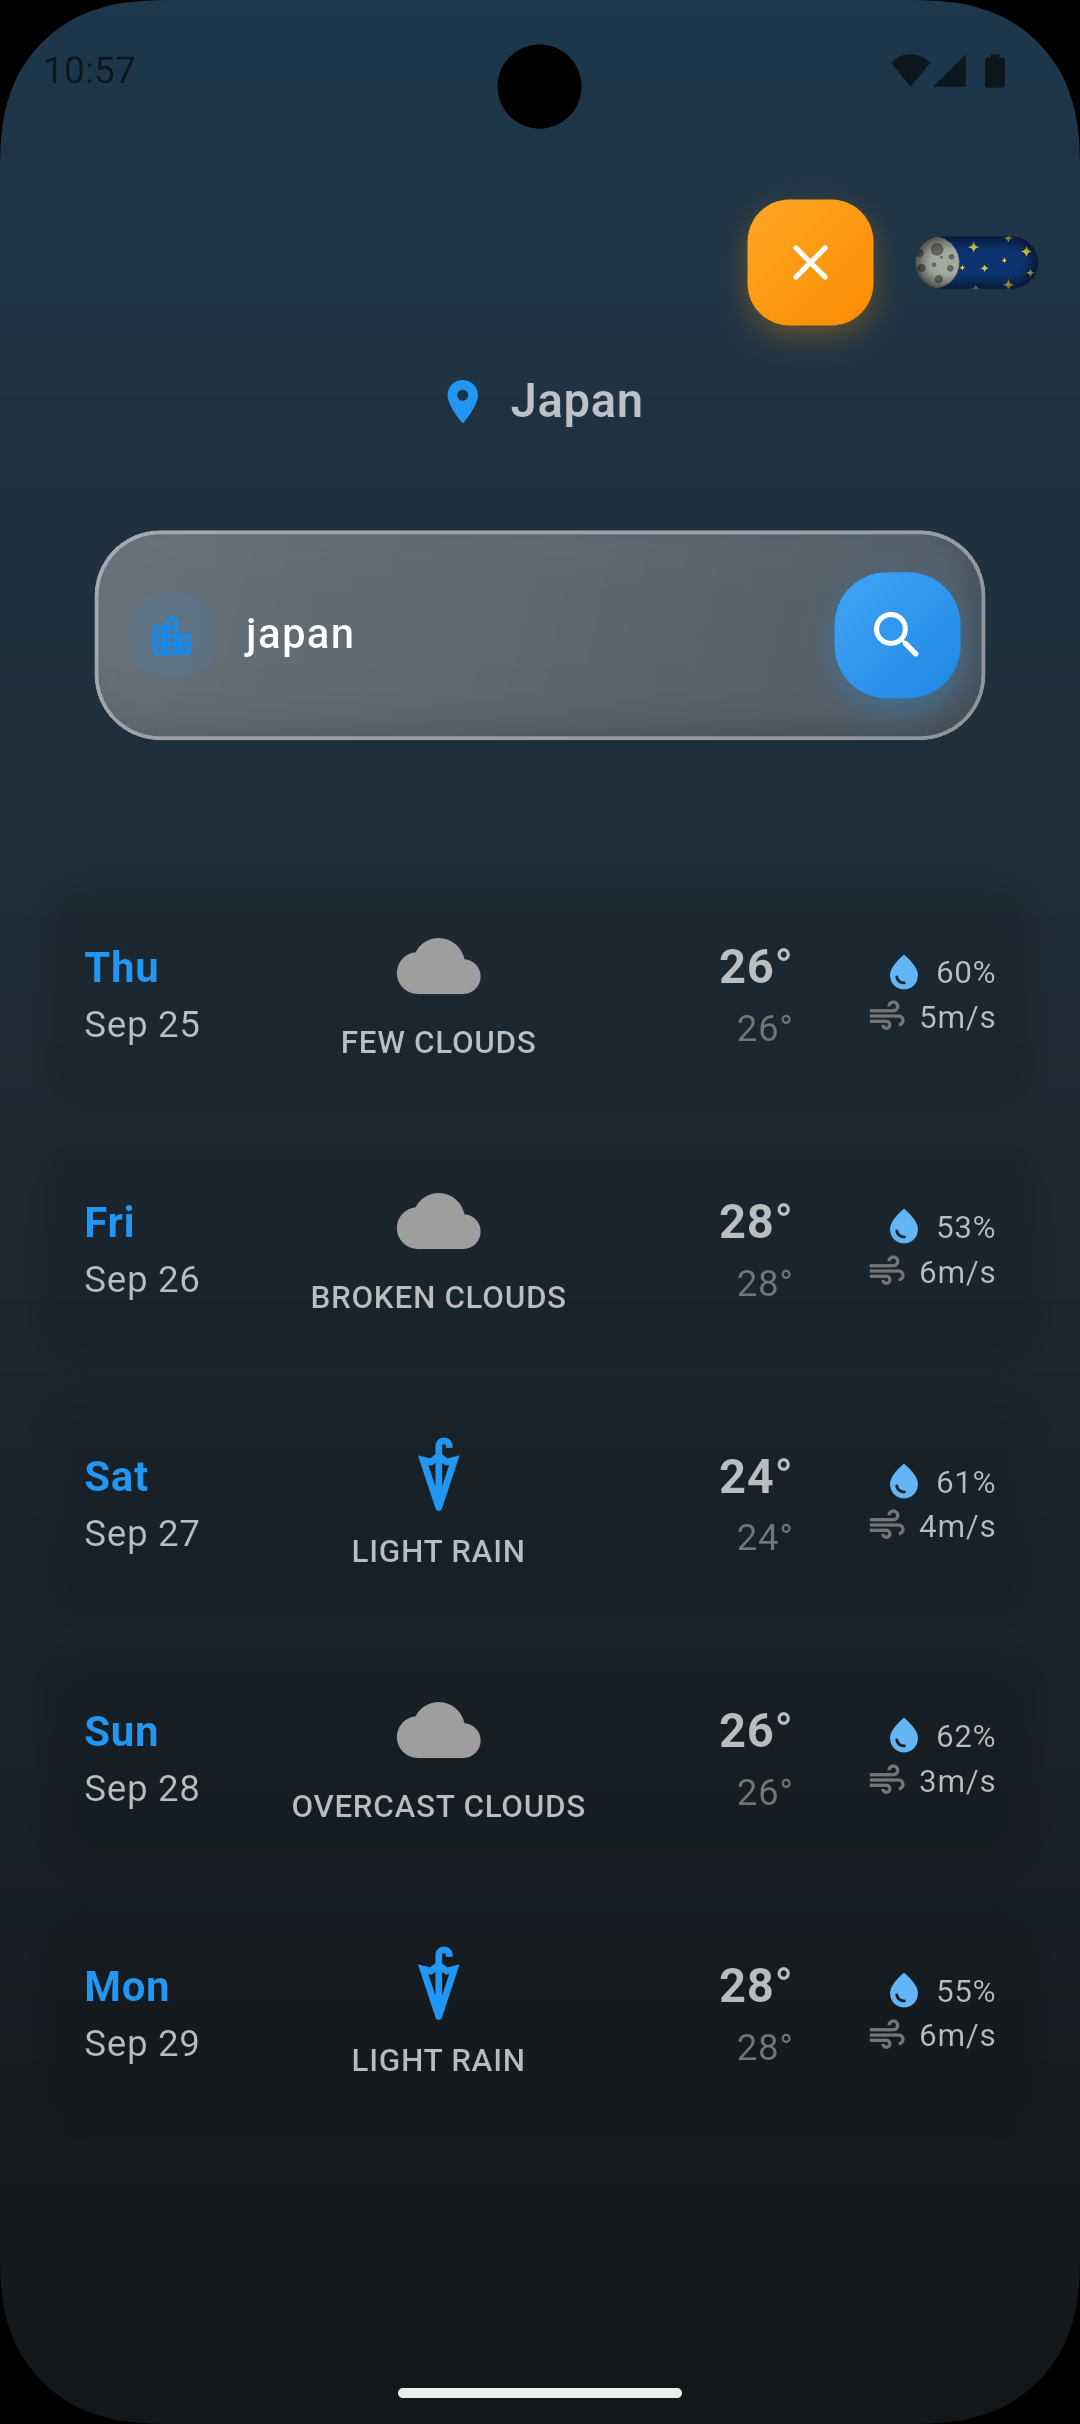 10:57
Japan
japan
Thu
Sep 25
FEW CLOUDS
26°
26°
60%
5m/s
Fri
Sep 26
BROKEN CLOUDS
28°
28°
53%
6m/s
Sat
Sep 27
LIGHT RAIN
24°
24°
61%
4m/s
Sun
Sep 28
OVERCAST CLOUDS
26°
26°
62%
3m/s
Mon
Sep 29
LIGHT RAIN
28°
28°
55%
6m/s